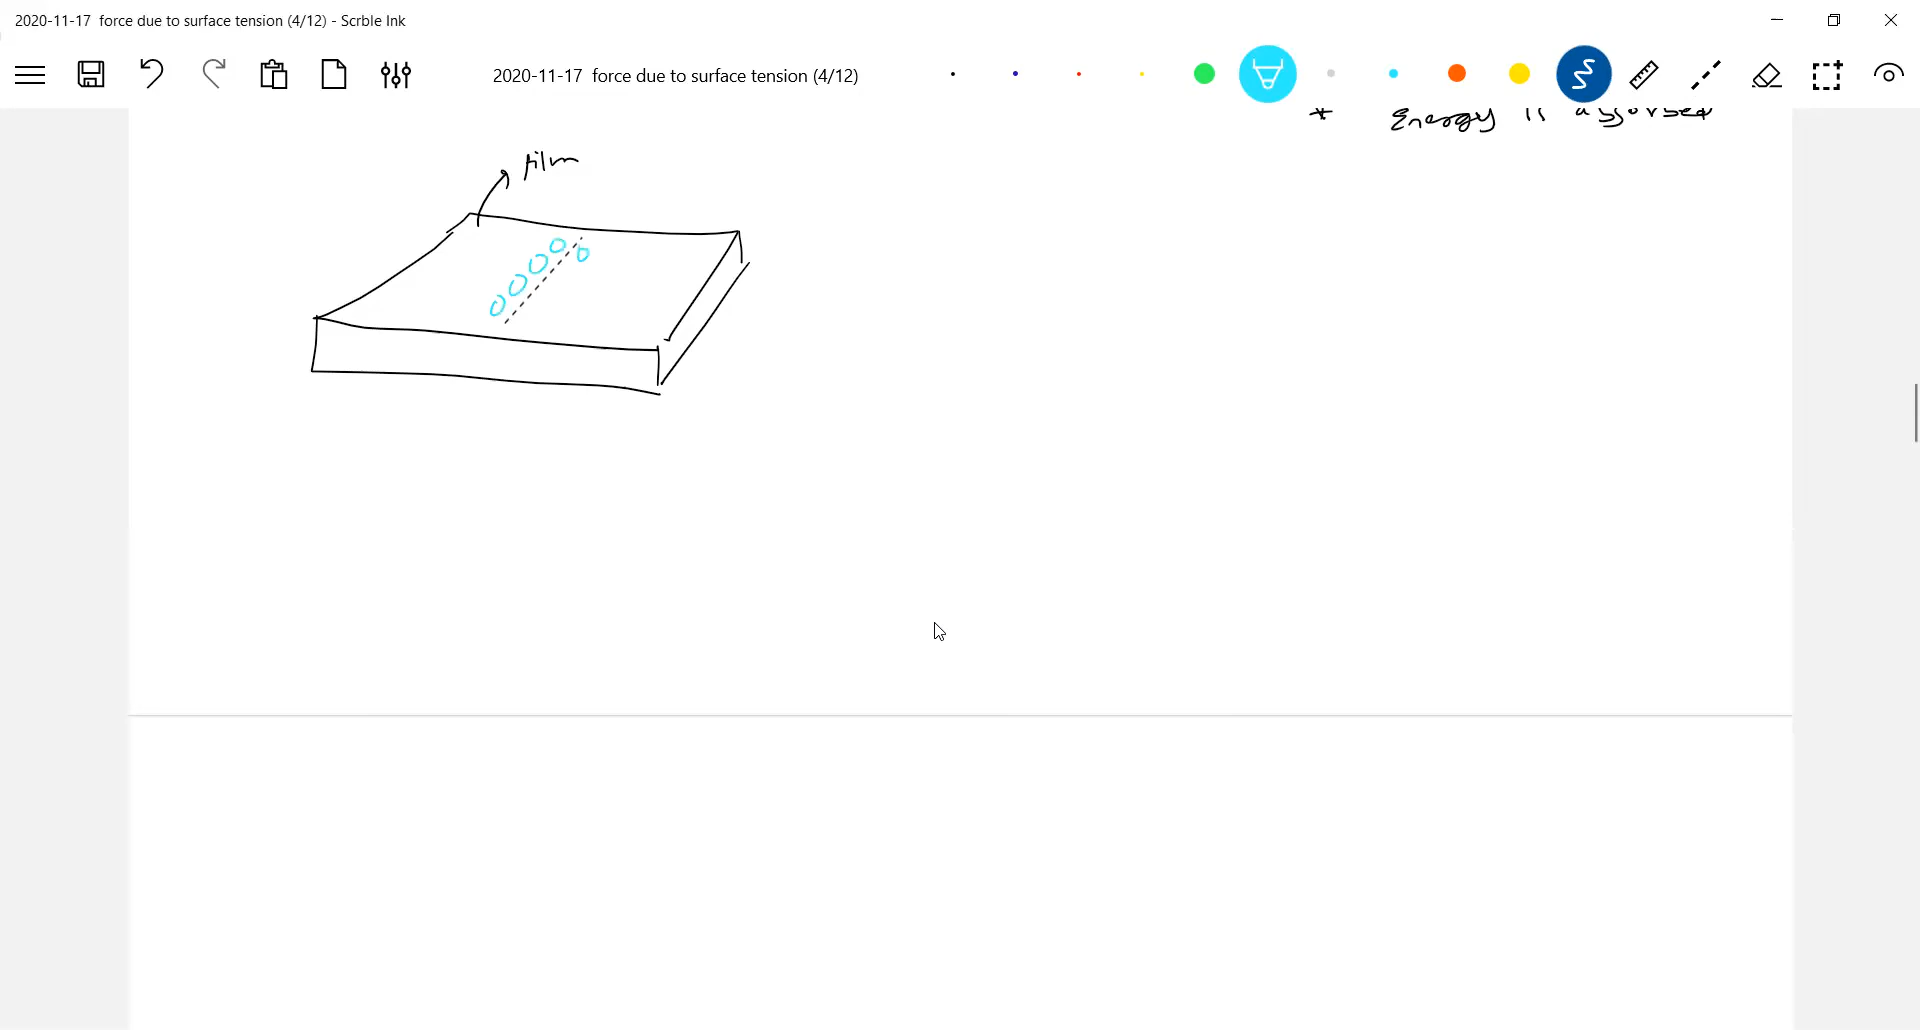 2020-11-17 force due to surface tension (4/12) - Scrble Ink
2020-11-17 force due to surface tension (4/12)
* Energy is absorbed
film